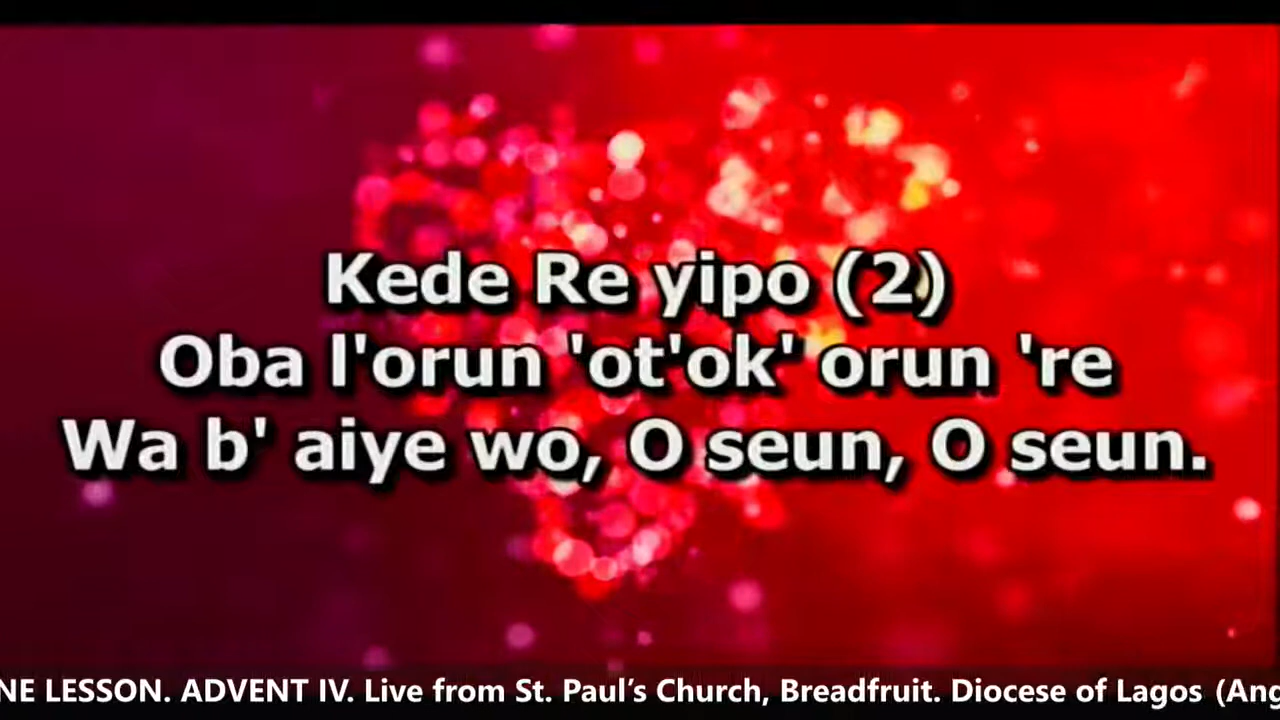 Kede Re yipo (2)
Oba l'orun 'ot'ok' orun 're
Wa b' aiye wo, O seun, O seun.
NE LESSON. ADVENT IV. Live from St. Paul's Church, Breadfruit. Diocese of Lagos (Ang